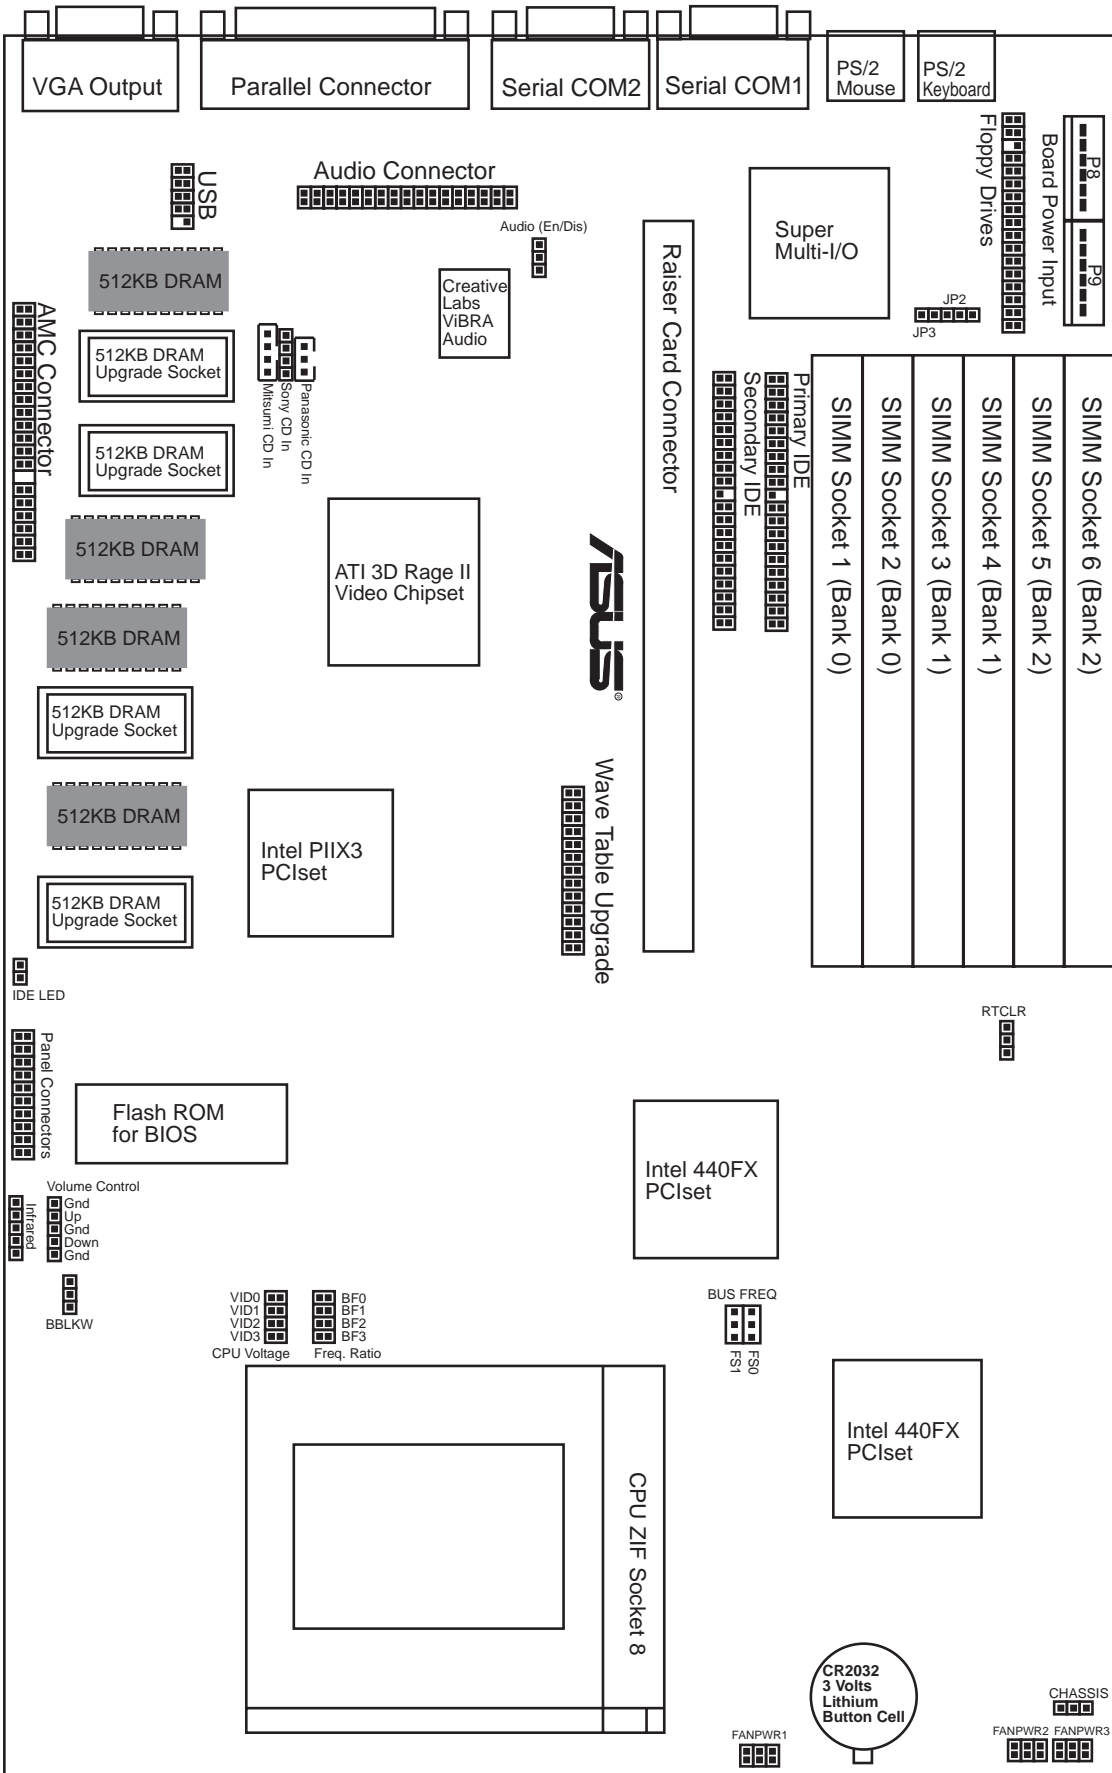 VGA Output
Parallel Connector
Serial COM2
Serial COM1
PS/2
Mouse
PS/2
Keyboard
USB
Audio Connector
Audio (En/Dis)
Floppy Drives
Board Power Input
P8
P9
Super
Multi-I/O
JP2
JP3
512KB DRAM
Creative
Labs
ViBRA
Audio
Raiser Card Connector
AMC Connector
512KB DRAM
Upgrade Socket
Mitsumi CD In
Sony CD In
Panasonic CD In
512KB DRAM
Upgrade Socket
Primary IDE
Secondary IDE
SIMM Socket 1 (Bank 0)
SIMM Socket 2 (Bank 0)
SIMM Socket 3 (Bank 1)
SIMM Socket 4 (Bank 1)
SIMM Socket 5 (Bank 2)
SIMM Socket 6 (Bank 2)
512KB DRAM
ATI 3D Rage II
Video Chipset
ASUS®
512KB DRAM
512KB DRAM
Upgrade Socket
512KB DRAM
Intel PIIX3
PCIset
Wave Table Upgrade
512KB DRAM
Upgrade Socket
IDE LED
RTCLR
Panel Connectors
Flash ROM
for BIOS
Intel 440FX
PCIset
Volume Control
Gnd
Up
Gnd
Down
Gnd
Infrared
BBLKW
VID0
VID1
VID2
VID3
CPU Voltage
BF0
BF1
BF2
BF3
Freq. Ratio
BUS FREQ
FS1
FS0
Intel 440FX
PCIset
CPU ZIF Socket 8
CR2032
3 Volts
Lithium
Button Cell
CHASSIS
FANPWR1
FANPWR2
FANPWR3